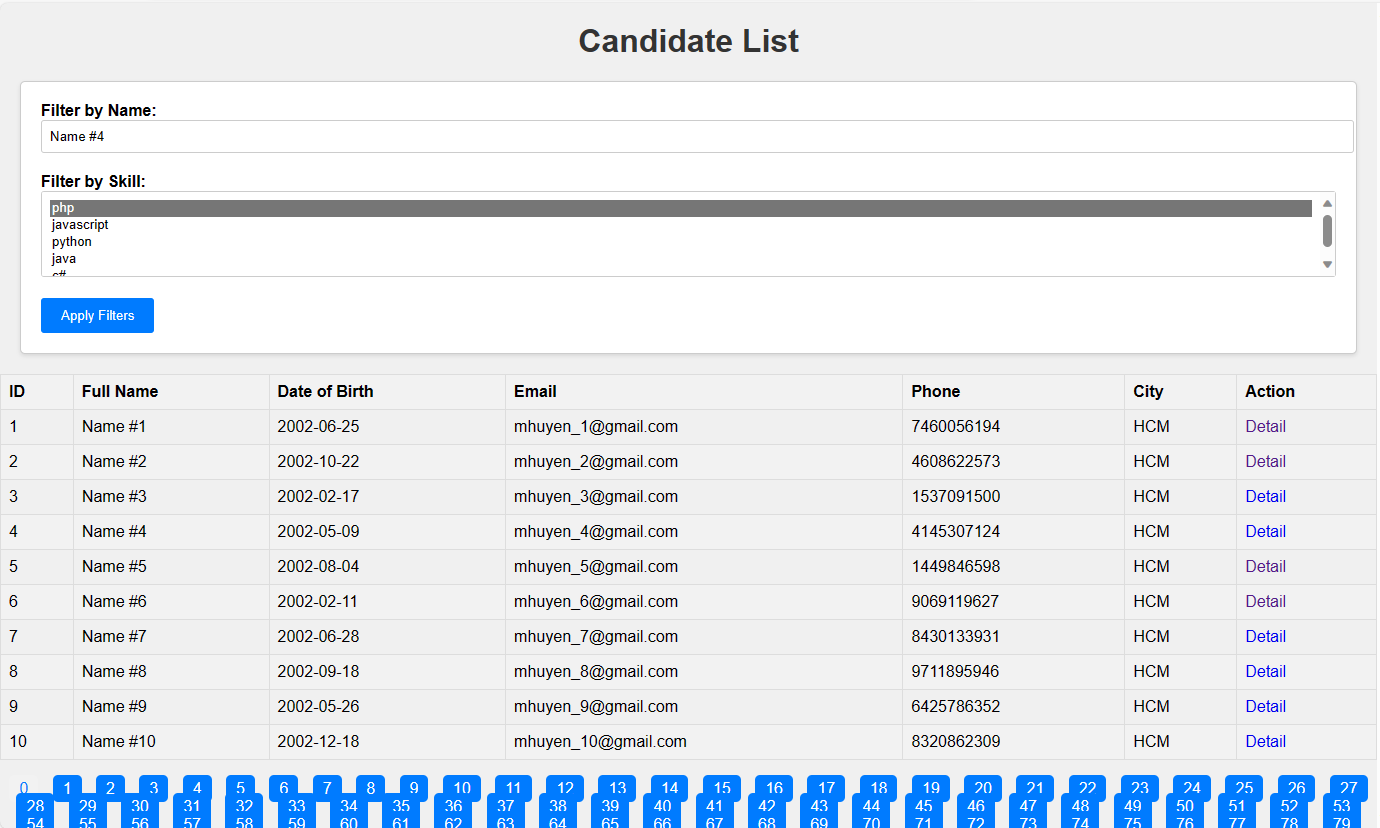 Candidate List
Filter by Name:
Name #4
Filter by Skill:
php
javascript
python
java
c#
Apply Filters
ID Full Name Date of Birth Email Phone City Action
1 Name #1 2002-06-25 mhuyen_1@gmail.com 7460056194 HCM Detail
2 Name #2 2002-10-22 mhuyen_2@gmail.com 4608622573 HCM Detail
3 Name #3 2002-02-17 mhuyen_3@gmail.com 1537091500 HCM Detail
4 Name #4 2002-05-09 mhuyen_4@gmail.com 4145307124 HCM Detail
5 Name #5 2002-08-04 mhuyen_5@gmail.com 1449846598 HCM Detail
6 Name #6 2002-02-11 mhuyen_6@gmail.com 9069119627 HCM Detail
7 Name #7 2002-06-28 mhuyen_7@gmail.com 8430133931 HCM Detail
8 Name #8 2002-09-18 mhuyen_8@gmail.com 9711895946 HCM Detail
9 Name #9 2002-05-26 mhuyen_9@gmail.com 6425786352 HCM Detail
10 Name #10 2002-12-18 mhuyen_10@gmail.com 8320862309 HCM Detail
0 1 2 3 4 5 6 7 8 9 10 11 12 13 14 15 16 17 18 19 20 21 22 23 24 25 26 27
28 29 30 31 32 33 34 35 36 37 38 39 40 41 42 43 44 45 46 47 48 49 50 51 52 53
54 55 56 57 58 59 60 61 62 63 64 65 66 67 68 69 70 71 72 73 74 75 76 77 78 79